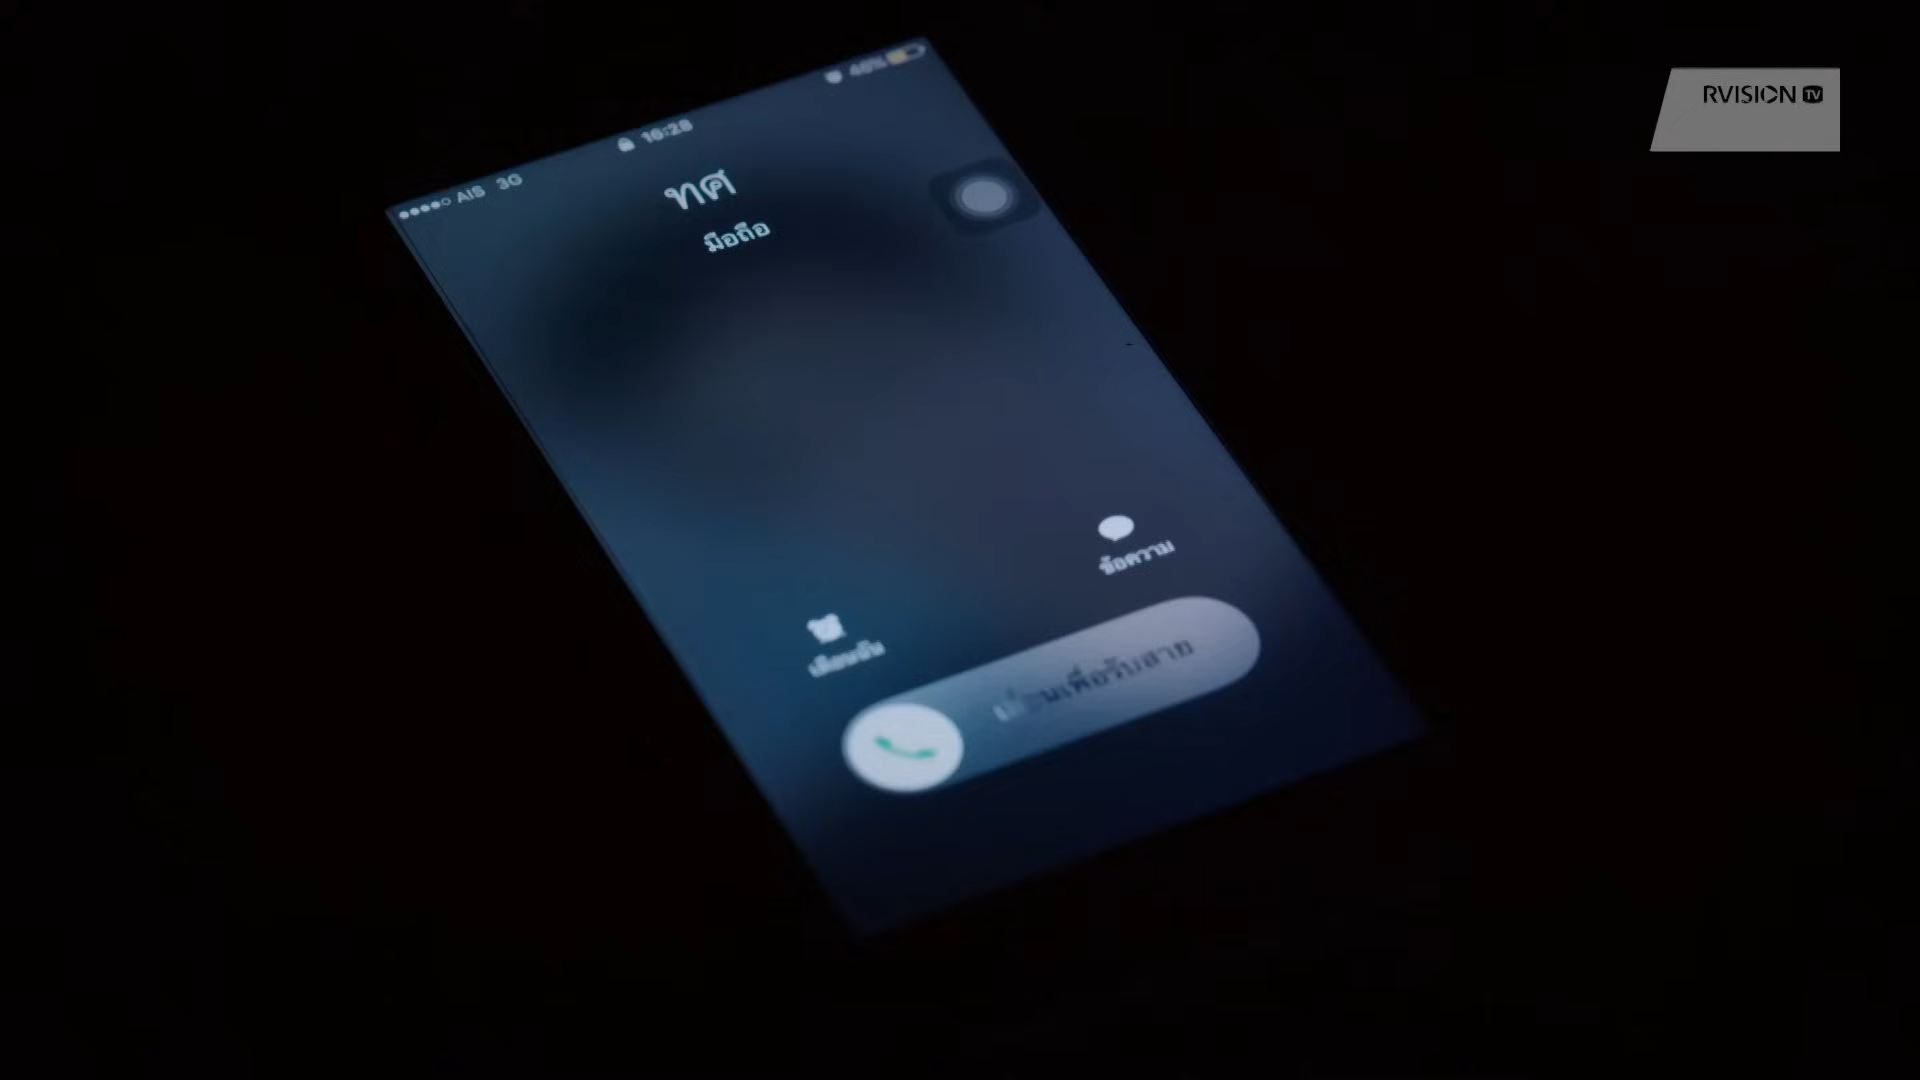 RVISION TV
46%
16:28
AIS 3G
ทศ
มือถือ
ข้อความ
เตือนฉัน
เลื่อนเพื่อรับสาย